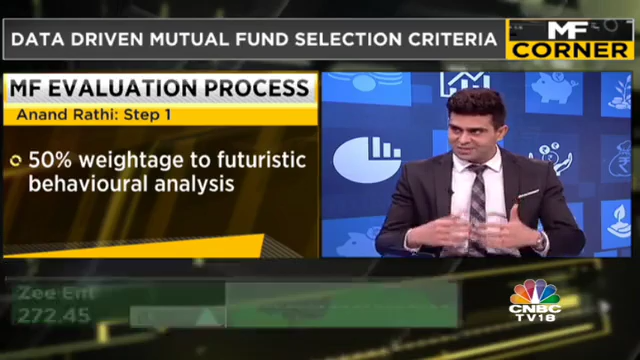 DATA DRIVEN MUTUAL FUND SELECTION CRITERIA
MF
CORNER
MF EVALUATION PROCESS
Anand Rathi: Step 1
50% weightage to futuristic
behavioural analysis
Zee Ent
272.45
CNBC
TV18